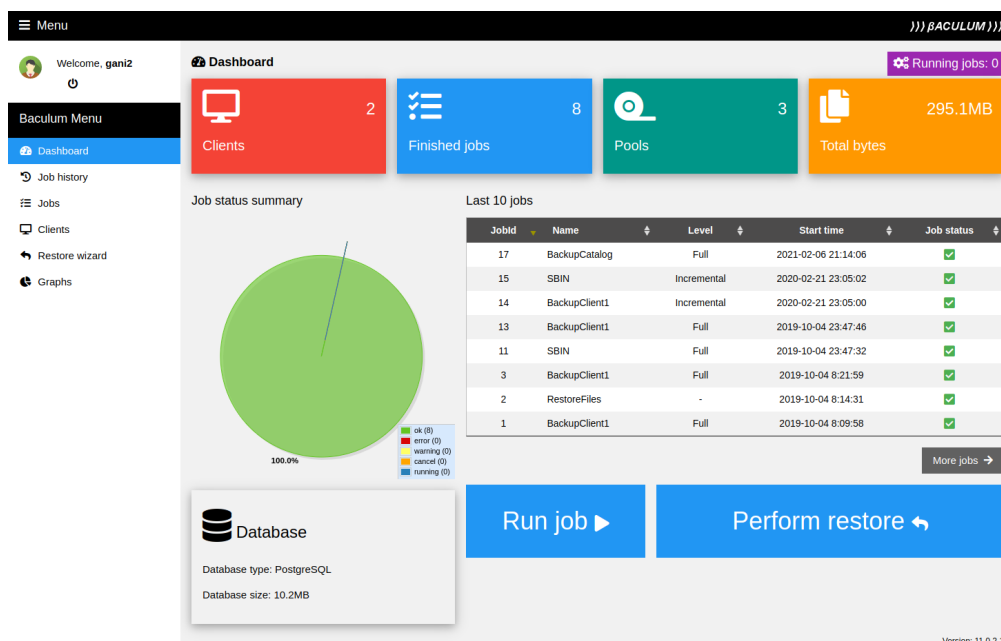 Menu
))) βACULUM )))
Welcome, gani2
Dashboard
Running jobs: 0
Baculum Menu
Dashboard
Job history
Jobs
Clients
Restore wizard
Graphs
2
Clients
8
Finished jobs
3
Pools
295.1MB
Total bytes
Job status summary
100.0%
ok (8)
error (0)
warning (0)
cancel (0)
running (0)
Last 10 jobs
JobId Name Level Start time Job status
17 BackupCatalog Full 2021-02-06 21:14:06
15 SBIN Incremental 2020-02-21 23:05:02
14 BackupClient1 Incremental 2020-02-21 23:05:00
13 BackupClient1 Full 2019-10-04 23:47:46
11 SBIN Full 2019-10-04 23:47:32
3 BackupClient1 Full 2019-10-04 8:21:59
2 RestoreFiles - 2019-10-04 8:14:31
1 BackupClient1 Full 2019-10-04 8:09:58
More jobs
Database
Database type: PostgreSQL
Database size: 10.2MB
Run job
Perform restore
Version: